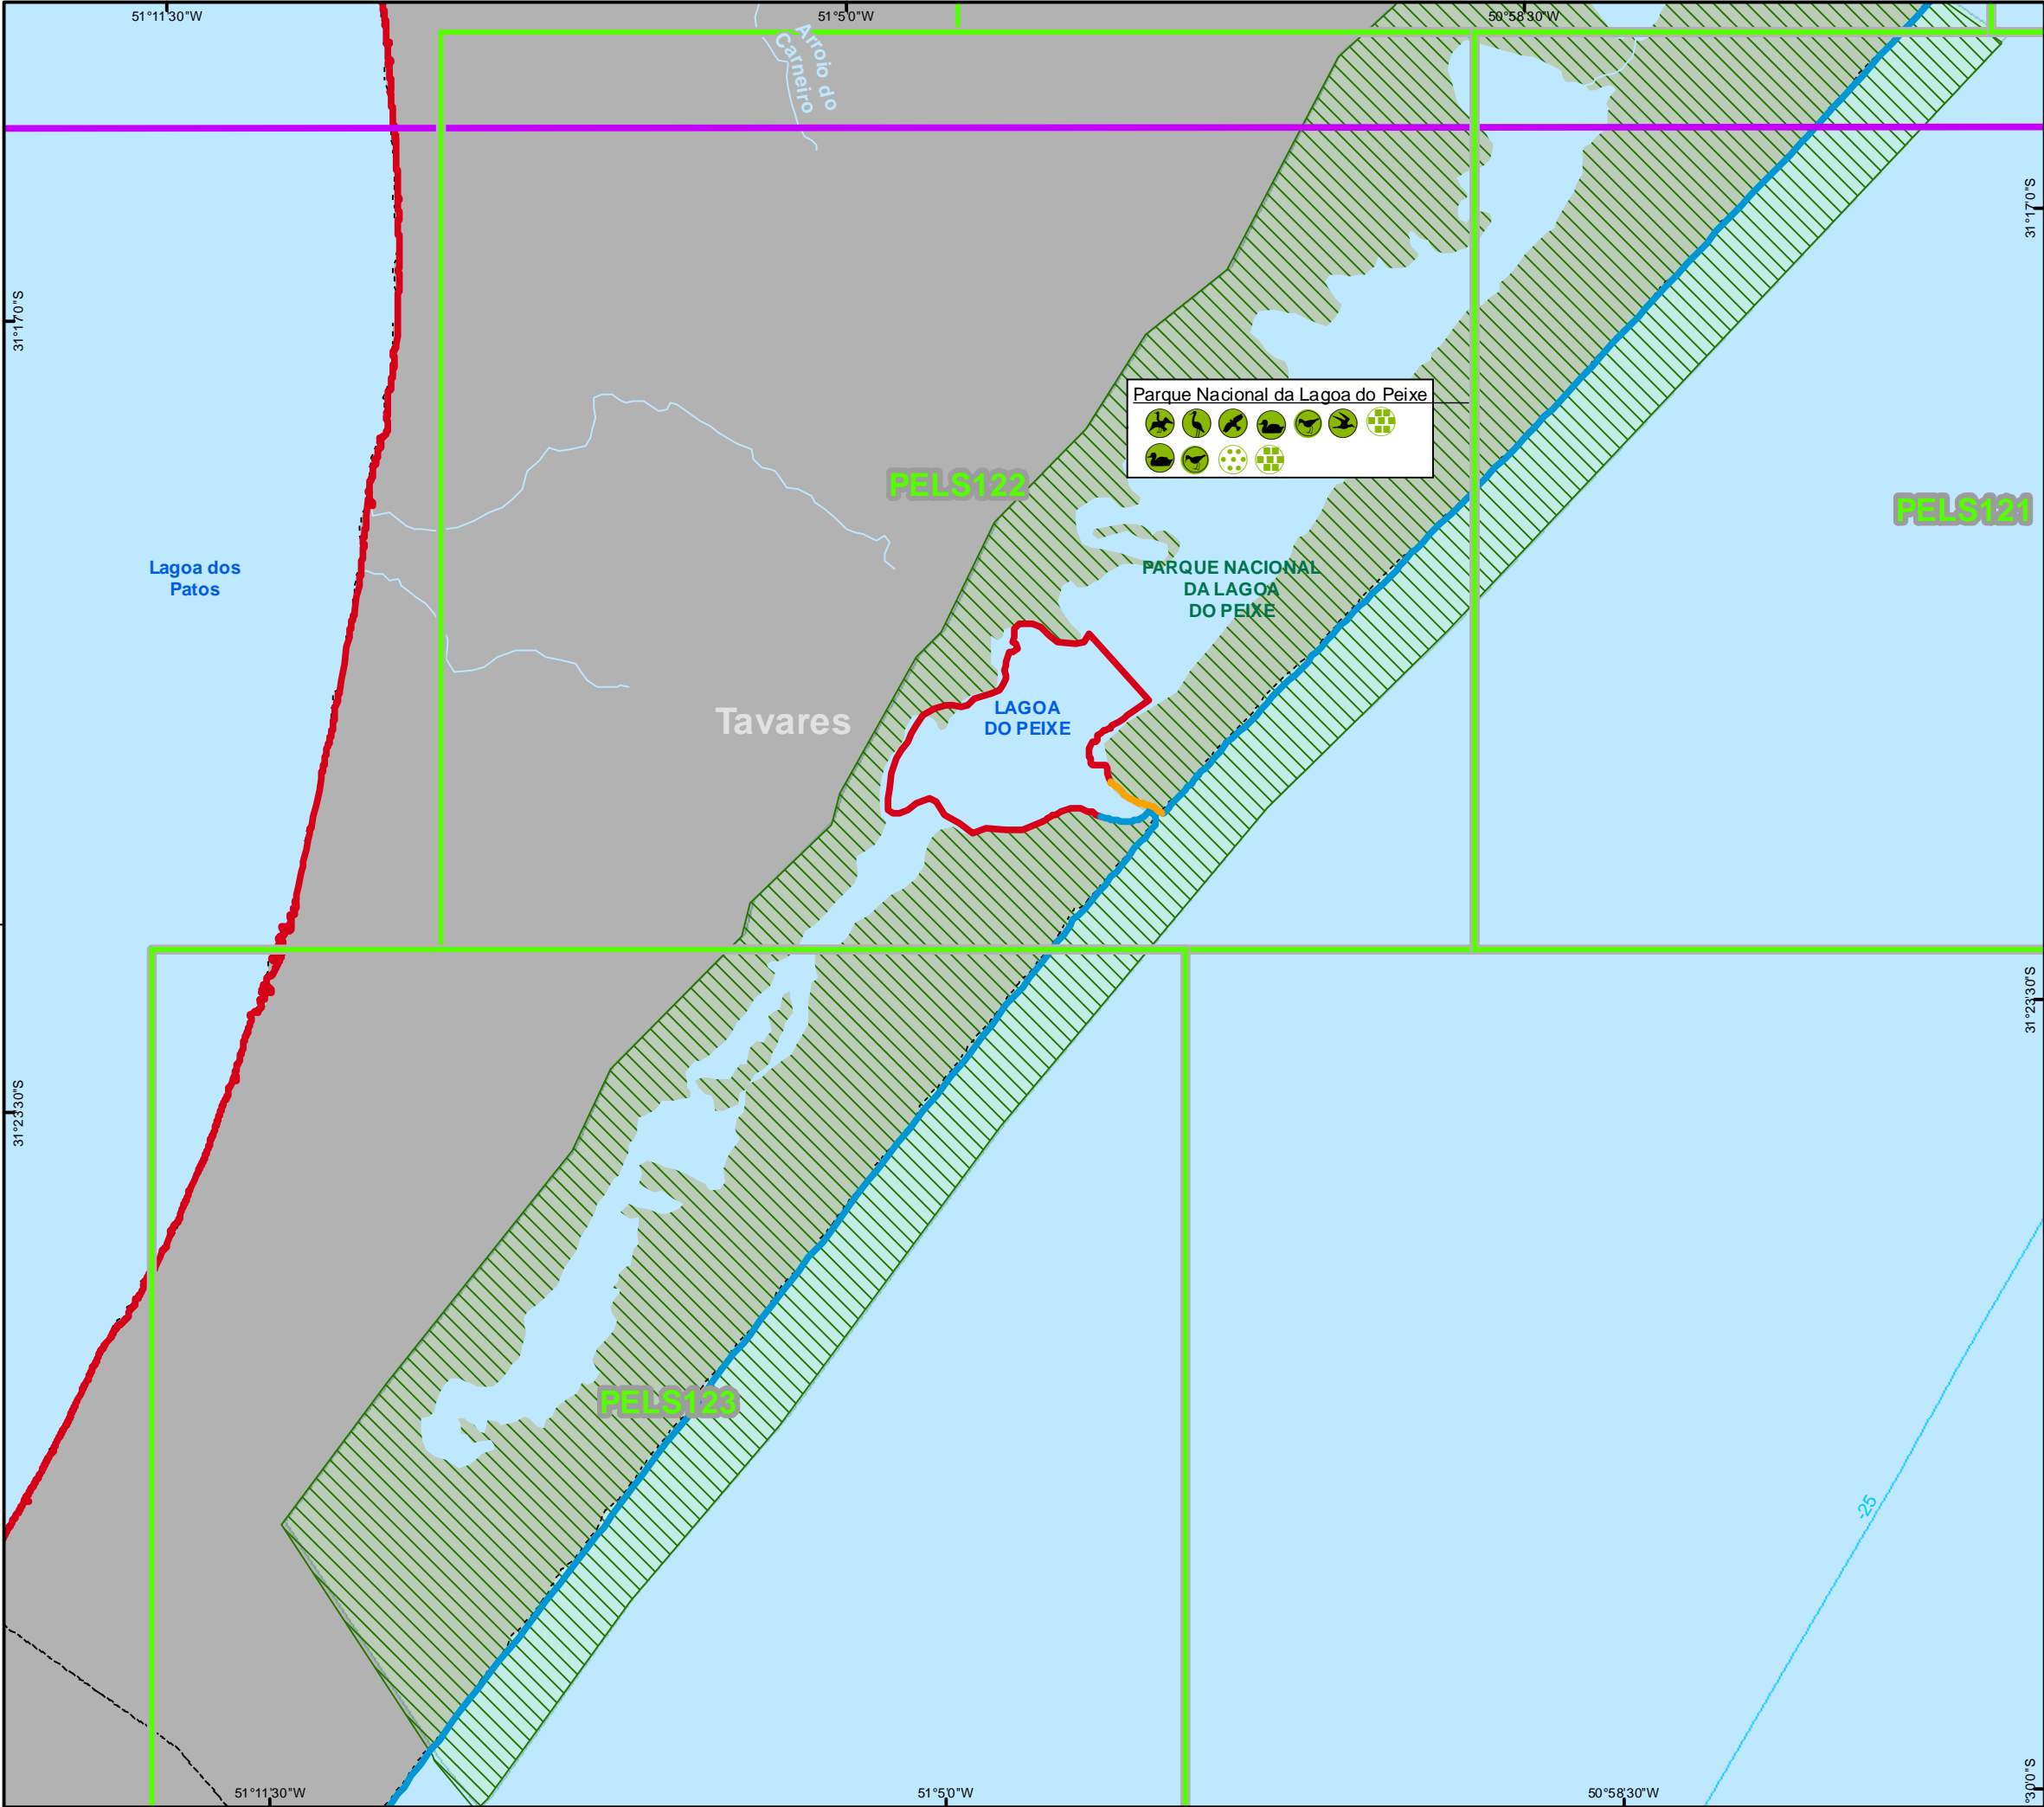 51°11'30"W
51°5'0"W
50°58'30"W
Arroio do
Carneiro
31°17'0"S
31°17'0"S
Parque Nacional da Lagoa do Peixe
PELS122
PELS121
Lagoa dos
Patos
PARQUE NACIONAL
DA LAGOA
DO PEIXE
LAGOA
DO PEIXE
Tavares
31°23'30"S
31°23'30"S
PELS123
-25
51°11'30"W
51°5'0"W
50°58'30"W